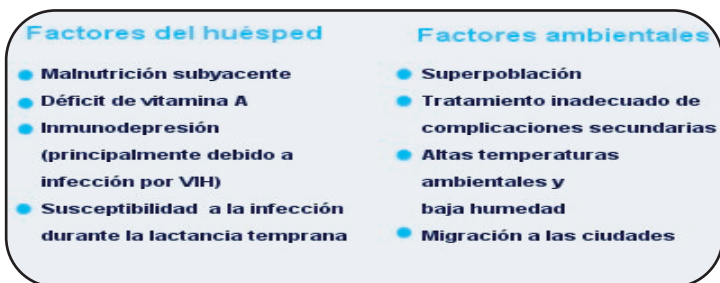 Factores del huésped
Malnutrición subyacente
Déficit de vitamina A
Inmunodepresión
(principalmente debido a
infección por VIH)
Susceptibilidad a la infección
durante la lactancia temprana
Factores ambientales
Superpoblación
Tratamiento inadecuado de
complicaciones secundarias
Altas temperaturas
ambientales y
baja humedad
Migración a las ciudades